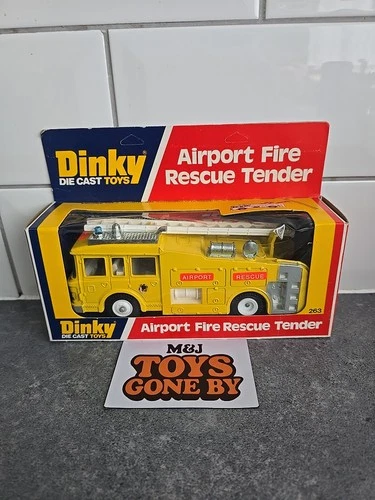 Dinky
DIE CAST TOYS
Airport Fire
Rescue Tender
AIRPORT
RESCUE
263
Dinky
DIE CAST TOYS
Airport Fire Rescue Tender
M&J
TOYS
GONE BY